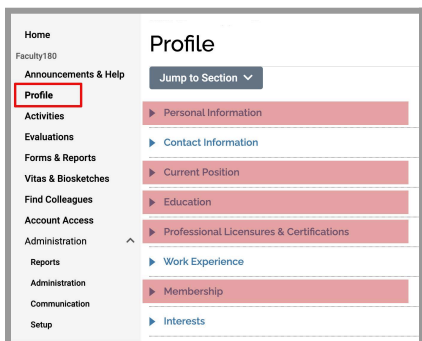 Home
Faculty180
Announcements & Help
Profile
Activities
Evaluations
Forms & Reports
Vitas & Biosketches
Find Colleagues
Account Access
Administration
Reports
Administration
Communication
Setup
Profile
Jump to Section
Personal Information
Contact Information
Current Position
Education
Professional Licensures & Certifications
Work Experience
Membership
Interests